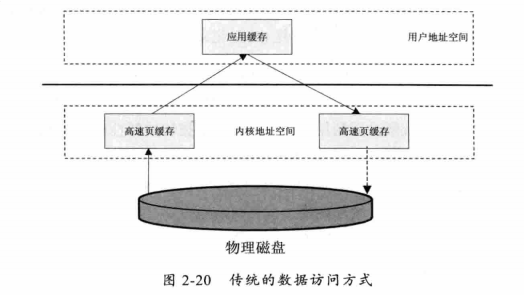 应用缓存
用户地址空间
高速页缓存
内核地址空间
高速页缓存
物理磁盘
图 2-20 传统的数据访问方式